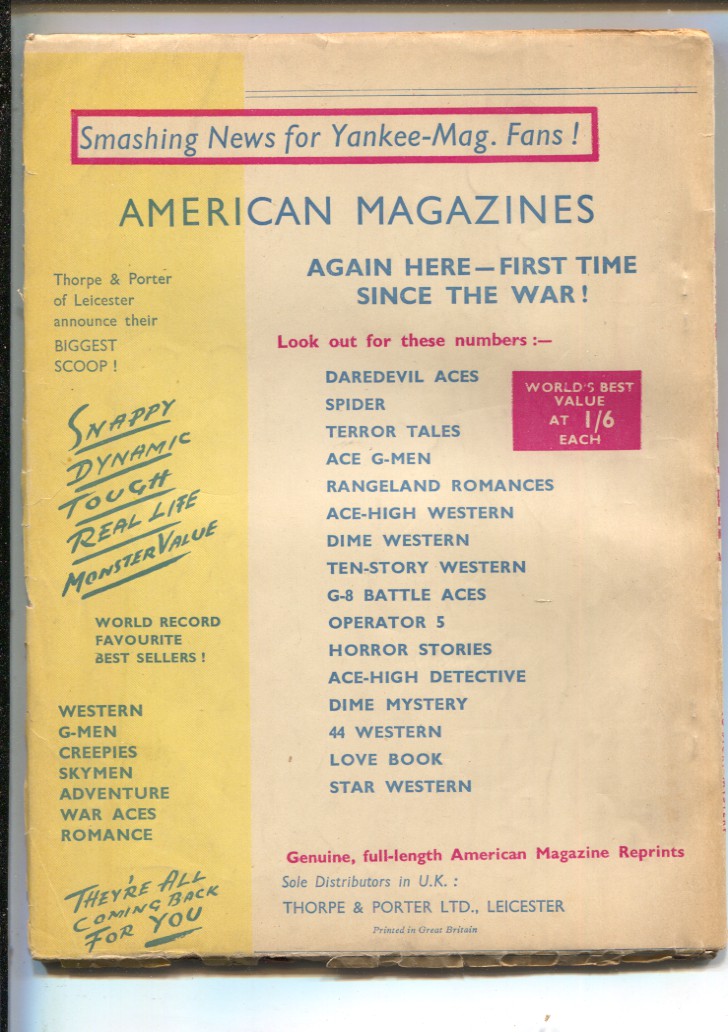 Smashing News for Yankee-Mag. Fans !
AMERICAN MAGAZINES
AGAIN HERE—FIRST TIME
SINCE THE WAR !
Thorpe & Porter
of Leicester
announce their
BIGGEST
SCOOP !
SNAPPY
DYNAMIC
TOUGH
REAL LIFE
MONSTER VALUE
WORLD RECORD
FAVOURITE
BEST SELLERS !
WESTERN
G-MEN
CREEPIES
SKYMEN
ADVENTURE
WAR ACES
ROMANCE
THEY'RE ALL
COMING BACK
FOR YOU
Look out for these numbers :—
DAREDEVIL ACES
SPIDER
TERROR TALES
ACE G-MEN
RANGELAND ROMANCES
ACE-HIGH WESTERN
DIME WESTERN
TEN-STORY WESTERN
G-8 BATTLE ACES
OPERATOR 5
HORROR STORIES
ACE-HIGH DETECTIVE
DIME MYSTERY
44 WESTERN
LOVE BOOK
STAR WESTERN
WORLD'S BEST
VALUE
AT 1/6
EACH
Genuine, full-length American Magazine Reprints
Sole Distributors in U.K. :
THORPE & PORTER LTD., LEICESTER
Printed in Great Britain